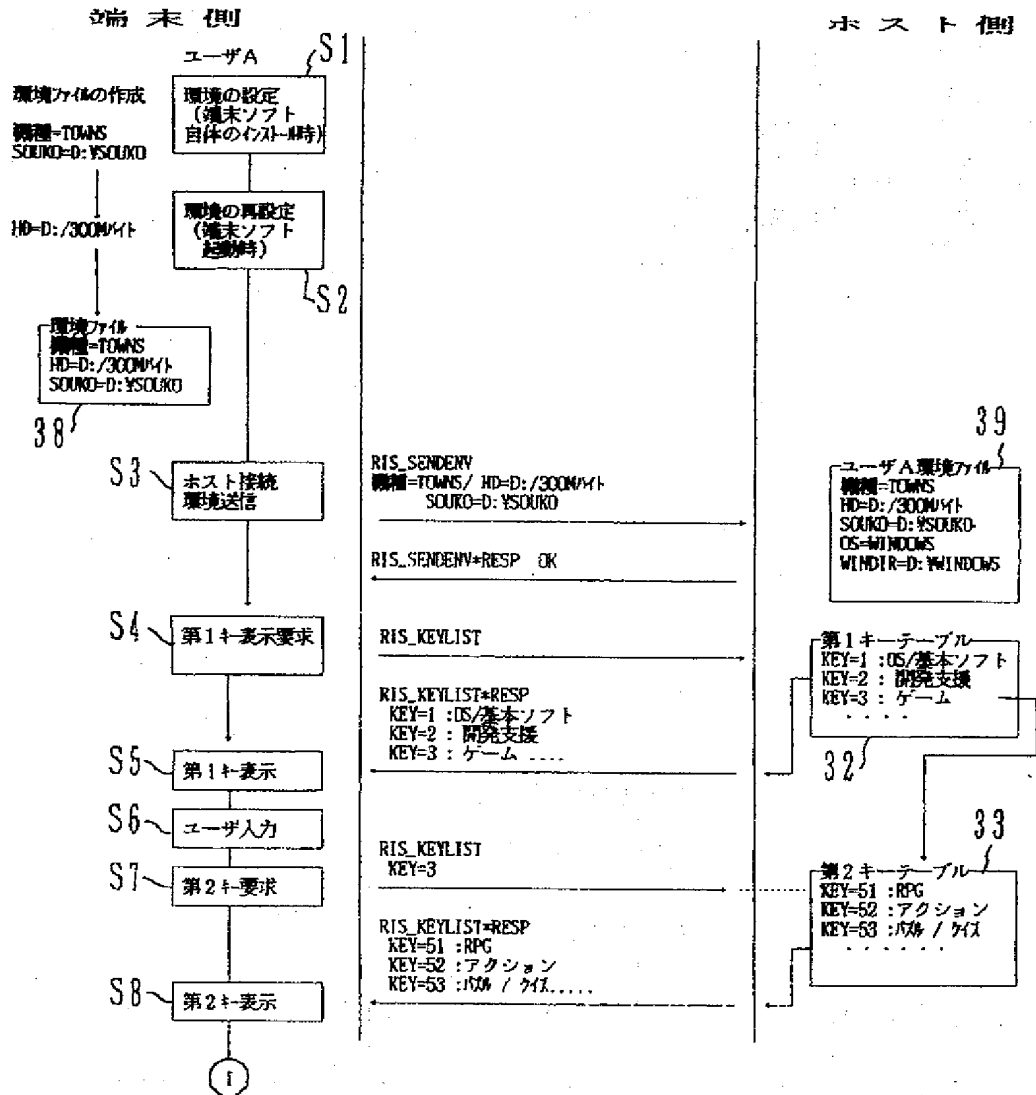 端末側
ホスト側
ユーザA
S1
環境ファイルの作成
機種=TOWNS
SOUKO=D:¥SOUKO
環境の設定
(端末ソフト
自体のインストール時)
HD=D:/300Mバイト
環境の再設定
(端末ソフト
起動時)
S2
環境ファイル
機種=TOWNS
HD=D:/300Mバイト
SOUKO=D:¥SOUKO
38
S3
ホスト接続
環境送信
RIS_SENDENV
機種=TOWNS/ HD=D:/300Mバイト
SOUKO=D:¥SOUKO
RIS_SENDENV*RESP OK
39
ユーザA環境ファイル
機種=TOWNS
HD=D:/300Mバイト
SOUKO=D:¥SOUKO
OS=WINDOWS
WINDIR=D:¥WINDOWS
S4
第1キー表示要求
RIS_KEYLIST
第1キーテーブル
KEY=1 :OS/基本ソフト
KEY=2 : 開発支援
KEY=3 : ゲーム
・・・・
32
RIS_KEYLIST*RESP
KEY=1 :OS/基本ソフト
KEY=2 : 開発支援
KEY=3 : ゲーム ....
S5
第1キー表示
S6
ユーザ入力
S7
第2キー要求
RIS_KEYLIST
KEY=3
33
第2キーテーブル
KEY=51 :RPG
KEY=52 :アクション
KEY=53 :パズル / クイズ
・・・・・・
RIS_KEYLIST*RESP
KEY=51 :RPG
KEY=52 :アクション
KEY=53 :パズル / クイズ.....
S8
第2キー表示